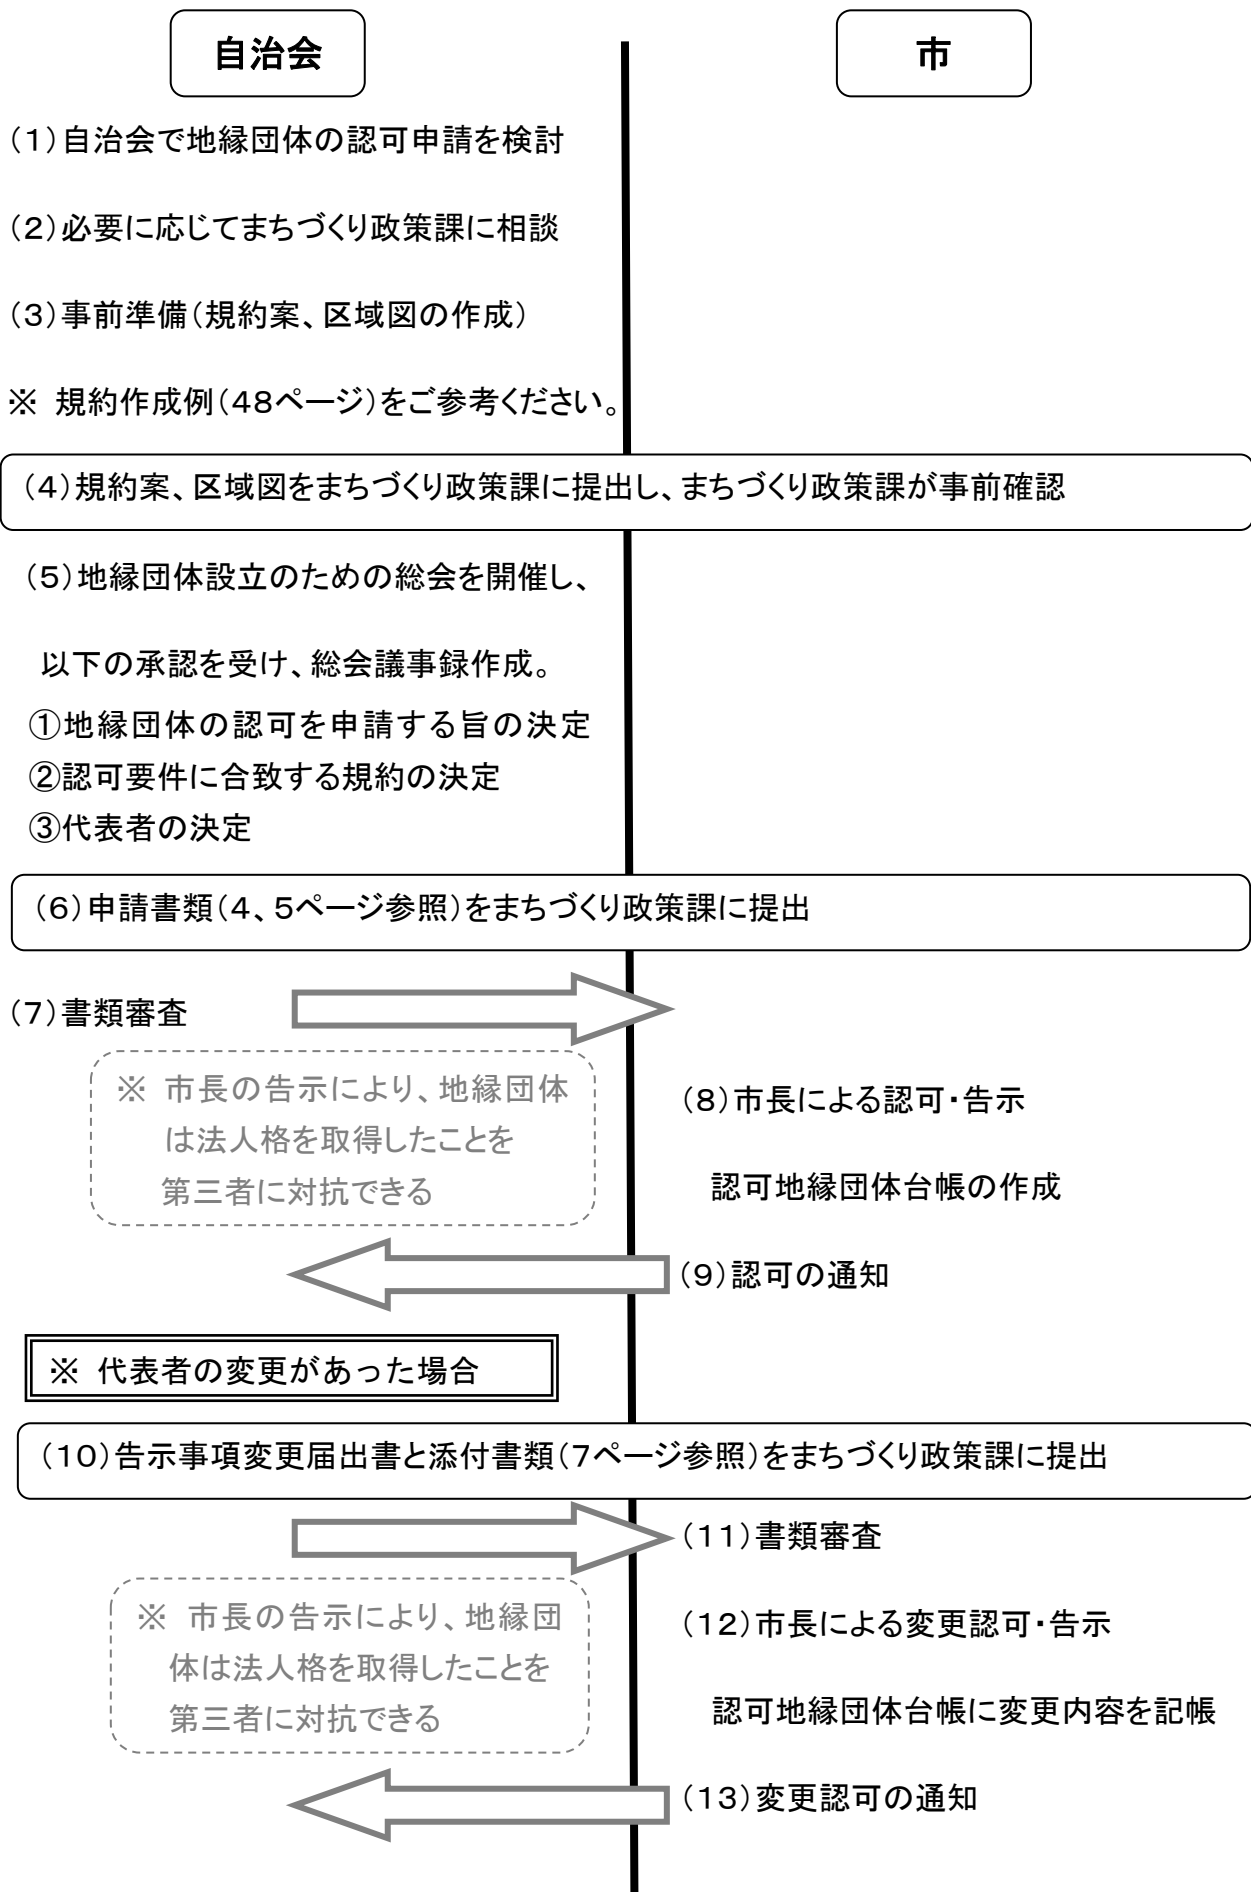 自治会
市
（１）自治会で地縁団体の認可申請を検討
（２）必要に応じてまちづくり政策課に相談
（３）事前準備（規約案、区域図の作成）
※ 規約作成例（４８ページ）をご参考ください。
（４）規約案、区域図をまちづくり政策課に提出し、まちづくり政策課が事前確認
（５）地縁団体設立のための総会を開催し、
以下の承認を受け、総会議事録作成。
①地縁団体の認可を申請する旨の決定
②認可要件に合致する規約の決定
③代表者の決定
（６）申請書類（４、５ページ参照）をまちづくり政策課に提出
（７）書類審査
※ 市長の告示により、地縁団体
は法人格を取得したことを
第三者に対抗できる
（８）市長による認可・告示
認可地縁団体台帳の作成
（９）認可の通知
※ 代表者の変更があった場合
（１０）告示事項変更届出書と添付書類（７ページ参照）をまちづくり政策課に提出
（１１）書類審査
※ 市長の告示により、地縁団
体は法人格を取得したことを
第三者に対抗できる
（１２）市長による変更認可・告示
認可地縁団体台帳に変更内容を記帳
（１３）変更認可の通知